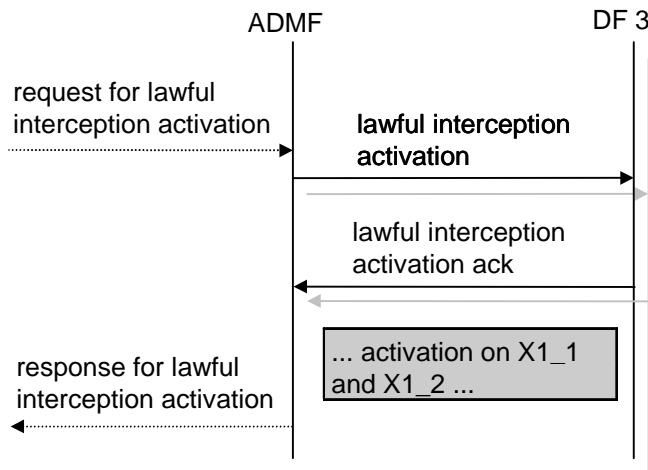 ADMF
DF 3
request for lawful
interception activation
lawful interception
activation
lawful interception
activation ack
... activation on X1_1
and X1_2 ...
response for lawful
interception activation